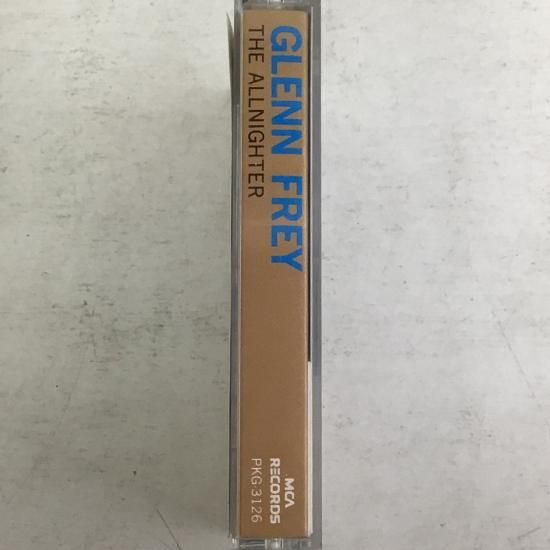 GLENN FREY
THE ALLNIGHTER
MCA
RECORDS
PKG-3126